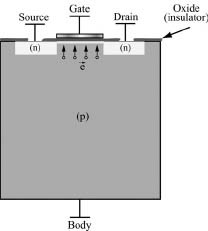 Gate
Source
Drain
Oxide
(insulator)
(n)
(n)
e
(p)
Body